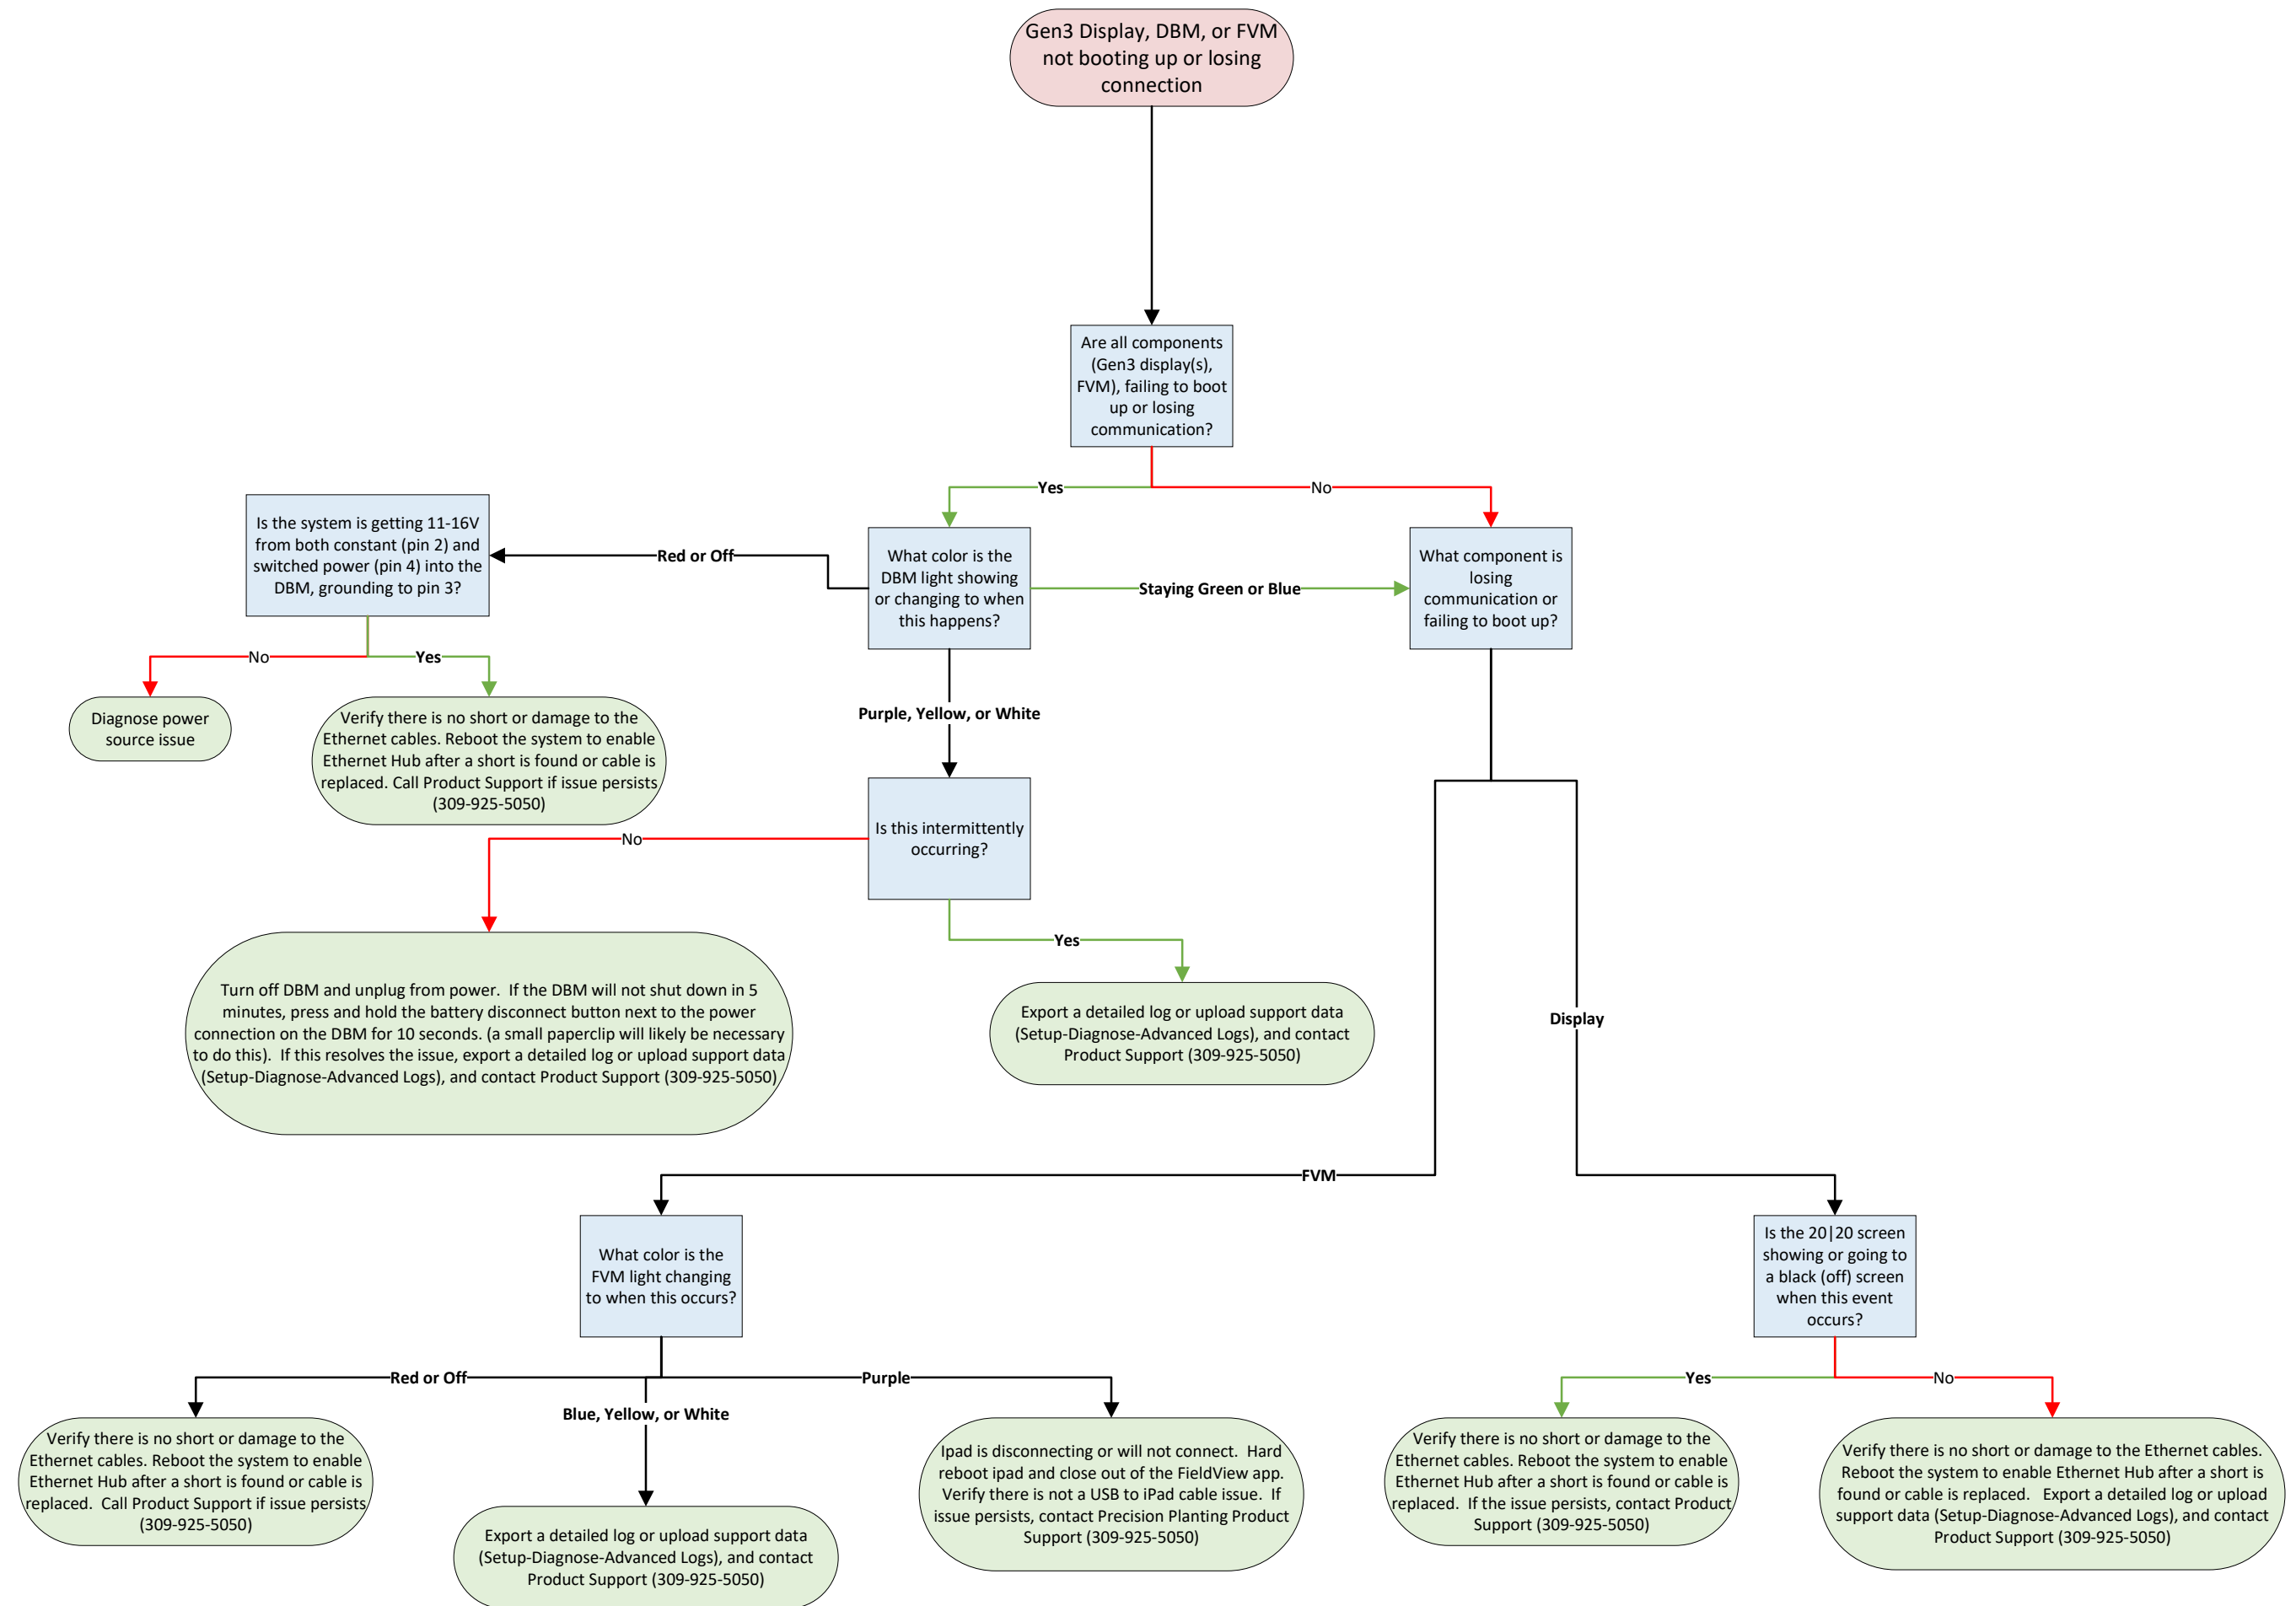 Gen3 Display, DBM, or FVM
not booting up or losing
connection
Are all components
(Gen3 display(s),
FVM), failing to boot
up or losing
communication?
Yes
No
Is the system is getting 11-16V
from both constant (pin 2) and
switched power (pin 4) into the
DBM, grounding to pin 3?
Red or Off
What color is the
DBM light showing
or changing to when
this happens?
Staying Green or Blue
What component is
losing
communication or
failing to boot up?
No
Yes
Diagnose power
source issue
Verify there is no short or damage to the
Ethernet cables. Reboot the system to enable
Ethernet Hub after a short is found or cable is
replaced. Call Product Support if issue persists
(309-925-5050)
Purple, Yellow, or White
Is this intermittently
occurring?
No
Yes
Turn off DBM and unplug from power.  If the DBM will not shut down in 5
minutes, press and hold the battery disconnect button next to the power
connection on the DBM for 10 seconds. (a small paperclip will likely be necessary
to do this).  If this resolves the issue, export a detailed log or upload support data
(Setup-Diagnose-Advanced Logs), and contact Product Support (309-925-5050)
Export a detailed log or upload support data
(Setup-Diagnose-Advanced Logs), and contact
Product Support (309-925-5050)
Display
FVM
What color is the
FVM light changing
to when this occurs?
Is the 20|20 screen
showing or going to
a black (off) screen
when this event
occurs?
Red or Off
Blue, Yellow, or White
Purple
Yes
No
Verify there is no short or damage to the
Ethernet cables. Reboot the system to enable
Ethernet Hub after a short is found or cable is
replaced.  Call Product Support if issue persists
(309-925-5050)
Export a detailed log or upload support data
(Setup-Diagnose-Advanced Logs), and contact
Product Support (309-925-5050)
Ipad is disconnecting or will not connect.  Hard
reboot ipad and close out of the FieldView app.
Verify there is not a USB to iPad cable issue.  If
issue persists, contact Precision Planting Product
Support (309-925-5050)
Verify there is no short or damage to the
Ethernet cables. Reboot the system to enable
Ethernet Hub after a short is found or cable is
replaced.  If the issue persists, contact Product
Support (309-925-5050)
Verify there is no short or damage to the Ethernet cables.
Reboot the system to enable Ethernet Hub after a short is
found or cable is replaced.   Export a detailed log or upload
support data (Setup-Diagnose-Advanced Logs), and contact
Product Support (309-925-5050)